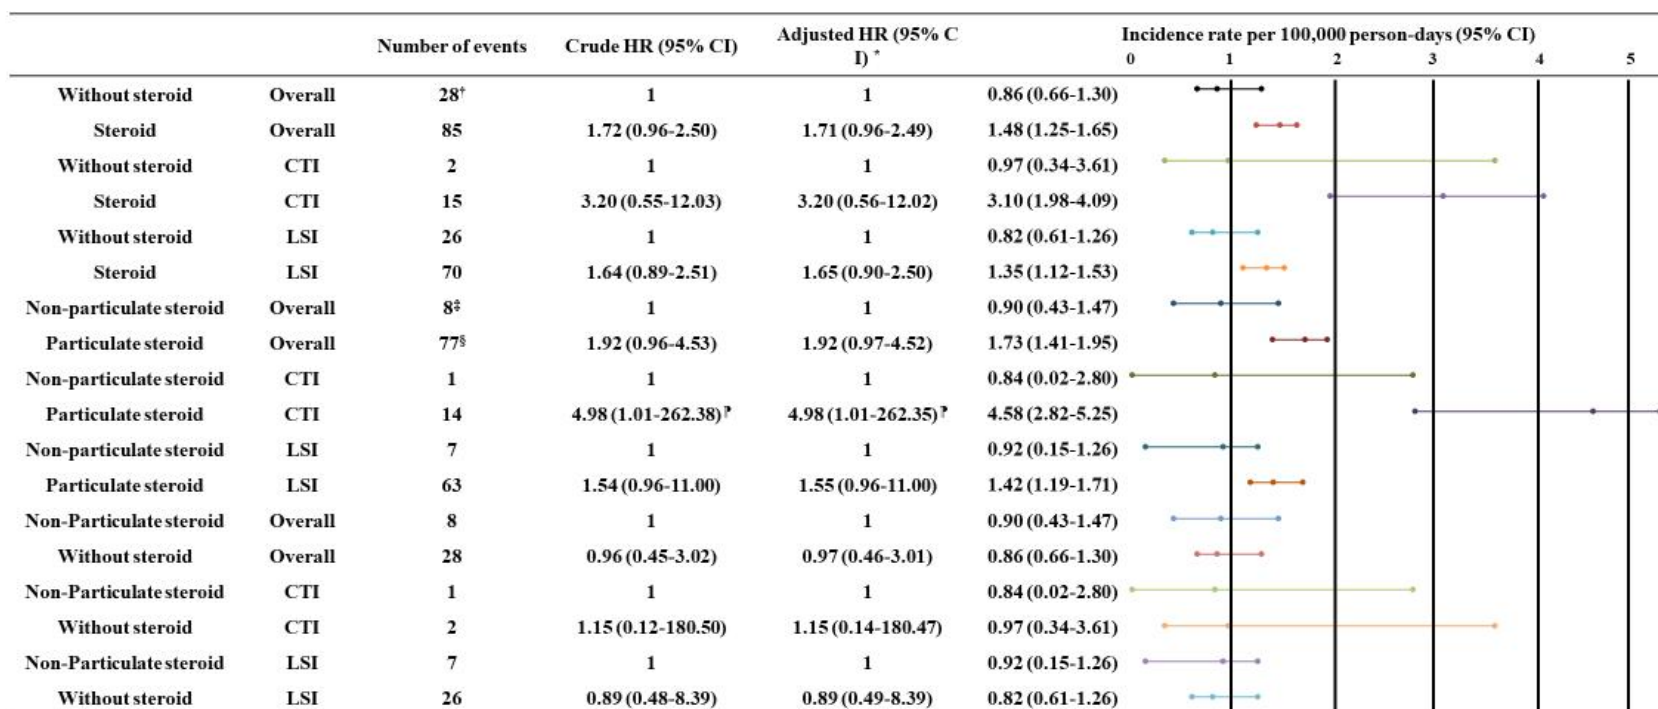 Number of events Crude HR (95% CI) Adjusted HR (95% C Incidence rate per 100,000 person-days (95% CI)
I) *
0 1 2 3 4 5
Without steroid Overall 28† 1 1 0.86 (0.66-1.30)
Steroid Overall 85 1.72 (0.96-2.50) 1.71 (0.96-2.49) 1.48 (1.25-1.65)
Without steroid CTI 2 1 1 0.97 (0.34-3.61)
Steroid CTI 15 3.20 (0.55-12.03) 3.20 (0.56-12.02) 3.10 (1.98-4.09)
Without steroid LSI 26 1 1 0.82 (0.61-1.26)
Steroid LSI 70 1.64 (0.89-2.51) 1.65 (0.90-2.50) 1.35 (1.12-1.53)
Non-particulate steroid Overall 8‡ 1 1 0.90 (0.43-1.47)
Particulate steroid Overall 77§ 1.92 (0.96-4.53) 1.92 (0.97-4.52) 1.73 (1.41-1.95)
Non-particulate steroid CTI 1 1 1 0.84 (0.02-2.80)
Particulate steroid CTI 14 4.98 (1.01-262.38)⁋ 4.98 (1.01-262.35)⁋ 4.58 (2.82-5.25)
Non-particulate steroid LSI 7 1 1 0.92 (0.15-1.26)
Particulate steroid LSI 63 1.54 (0.96-11.00) 1.55 (0.96-11.00) 1.42 (1.19-1.71)
Non-Particulate steroid Overall 8 1 1 0.90 (0.43-1.47)
Without steroid Overall 28 0.96 (0.45-3.02) 0.97 (0.46-3.01) 0.86 (0.66-1.30)
Non-Particulate steroid CTI 1 1 1 0.84 (0.02-2.80)
Without steroid CTI 2 1.15 (0.12-180.50) 1.15 (0.14-180.47) 0.97 (0.34-3.61)
Non-Particulate steroid LSI 7 1 1 0.92 (0.15-1.26)
Without steroid LSI 26 0.89 (0.48-8.39) 0.89 (0.49-8.39) 0.82 (0.61-1.26)